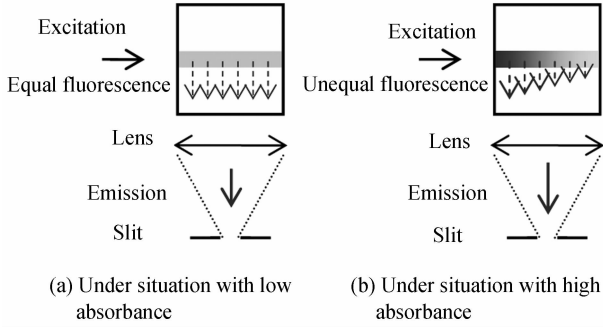 Excitation
Equal fluorescence
Lens
Emission
Slit
(a) Under situation with low
absorbance
Excitation
Unequal fluorescence
Lens
Emission
Slit
(b) Under situation with high
absorbance